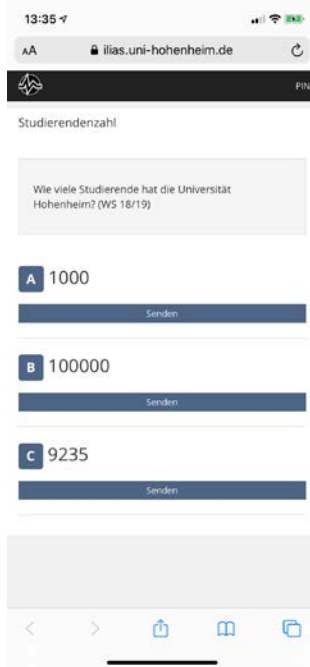 13:35
AA ilias.uni-hohenheim.de
PIN
Studierendenzahl
Wie viele Studierende hat die Universität
Hohenheim? (WS 18/19)
A 1000
Senden
B 100000
Senden
C 9235
Senden